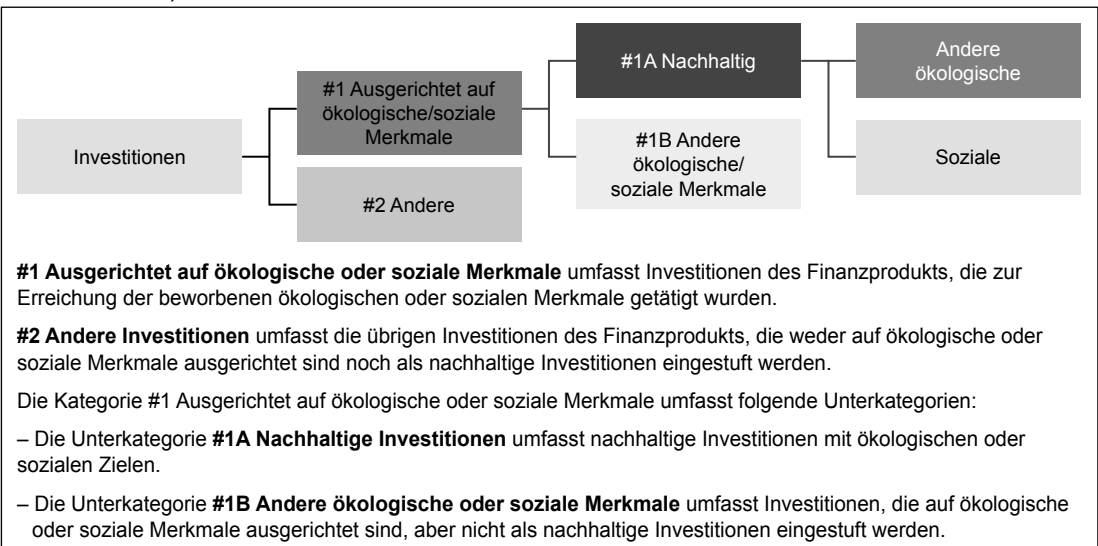 Investitionen
#1 Ausgerichtet auf
ökologische/soziale
Merkmale
#2 Andere
#1A Nachhaltig
#1B Andere
ökologische/
soziale Merkmale
Andere
ökologische
Soziale
#1 Ausgerichtet auf ökologische oder soziale Merkmale umfasst Investitionen des Finanzprodukts, die zur
Erreichung der beworbenen ökologischen oder sozialen Merkmale getätigt wurden.
#2 Andere Investitionen umfasst die übrigen Investitionen des Finanzprodukts, die weder auf ökologische oder
soziale Merkmale ausgerichtet sind noch als nachhaltige Investitionen eingestuft werden.
Die Kategorie #1 Ausgerichtet auf ökologische oder soziale Merkmale umfasst folgende Unterkategorien:
– Die Unterkategorie #1A Nachhaltige Investitionen umfasst nachhaltige Investitionen mit ökologischen oder
sozialen Zielen.
– Die Unterkategorie #1B Andere ökologische oder soziale Merkmale umfasst Investitionen, die auf ökologische
oder soziale Merkmale ausgerichtet sind, aber nicht als nachhaltige Investitionen eingestuft werden.